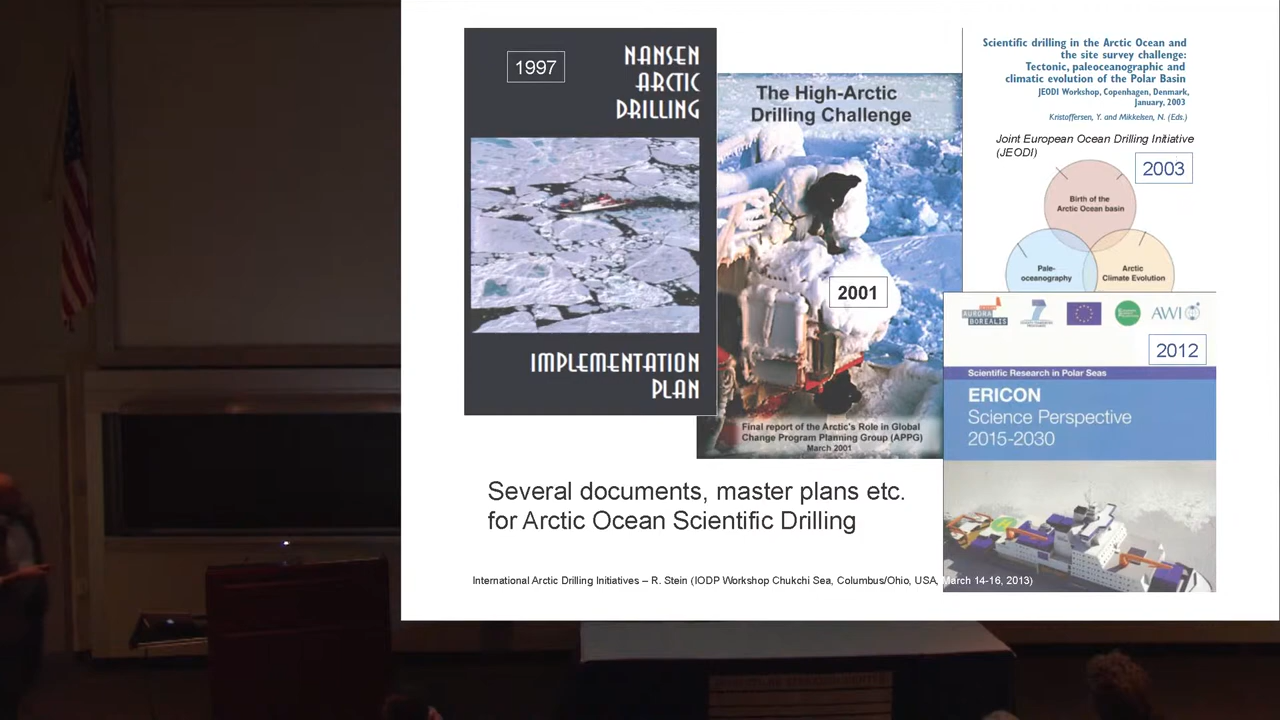 1997
NANSEN
ARCTIC
DRILLING
IMPLEMENTATION
PLAN
The High-Arctic
Drilling Challenge
2001
Final report of the Arctic's Role in Global
Change Program Planning Group (APPG)
March 2001
Scientific drilling in the Arctic Ocean and
the site survey challenge:
Tectonic, paleoceanographic and
climatic evolution of the Polar Basin
JEODI Workshop, Copenhagen, Denmark,
January, 2003
Kristoffersen, Y. and Mikkelsen, N. (Eds.)
Joint European Ocean Drilling Initiative
(JEODI)
2003
Birth of the
Arctic Ocean basin
Pale-
oceanography
Arctic
Climate Evolution
AURORA
BOREALIS
AWI
2012
Scientific Research in Polar Seas
ERICON
Science Perspective
2015-2030
Several documents, master plans etc.
for Arctic Ocean Scientific Drilling
International Arctic Drilling Initiatives – R. Stein (IODP Workshop Chukchi Sea, Columbus/Ohio, USA, March 14-16, 2013)